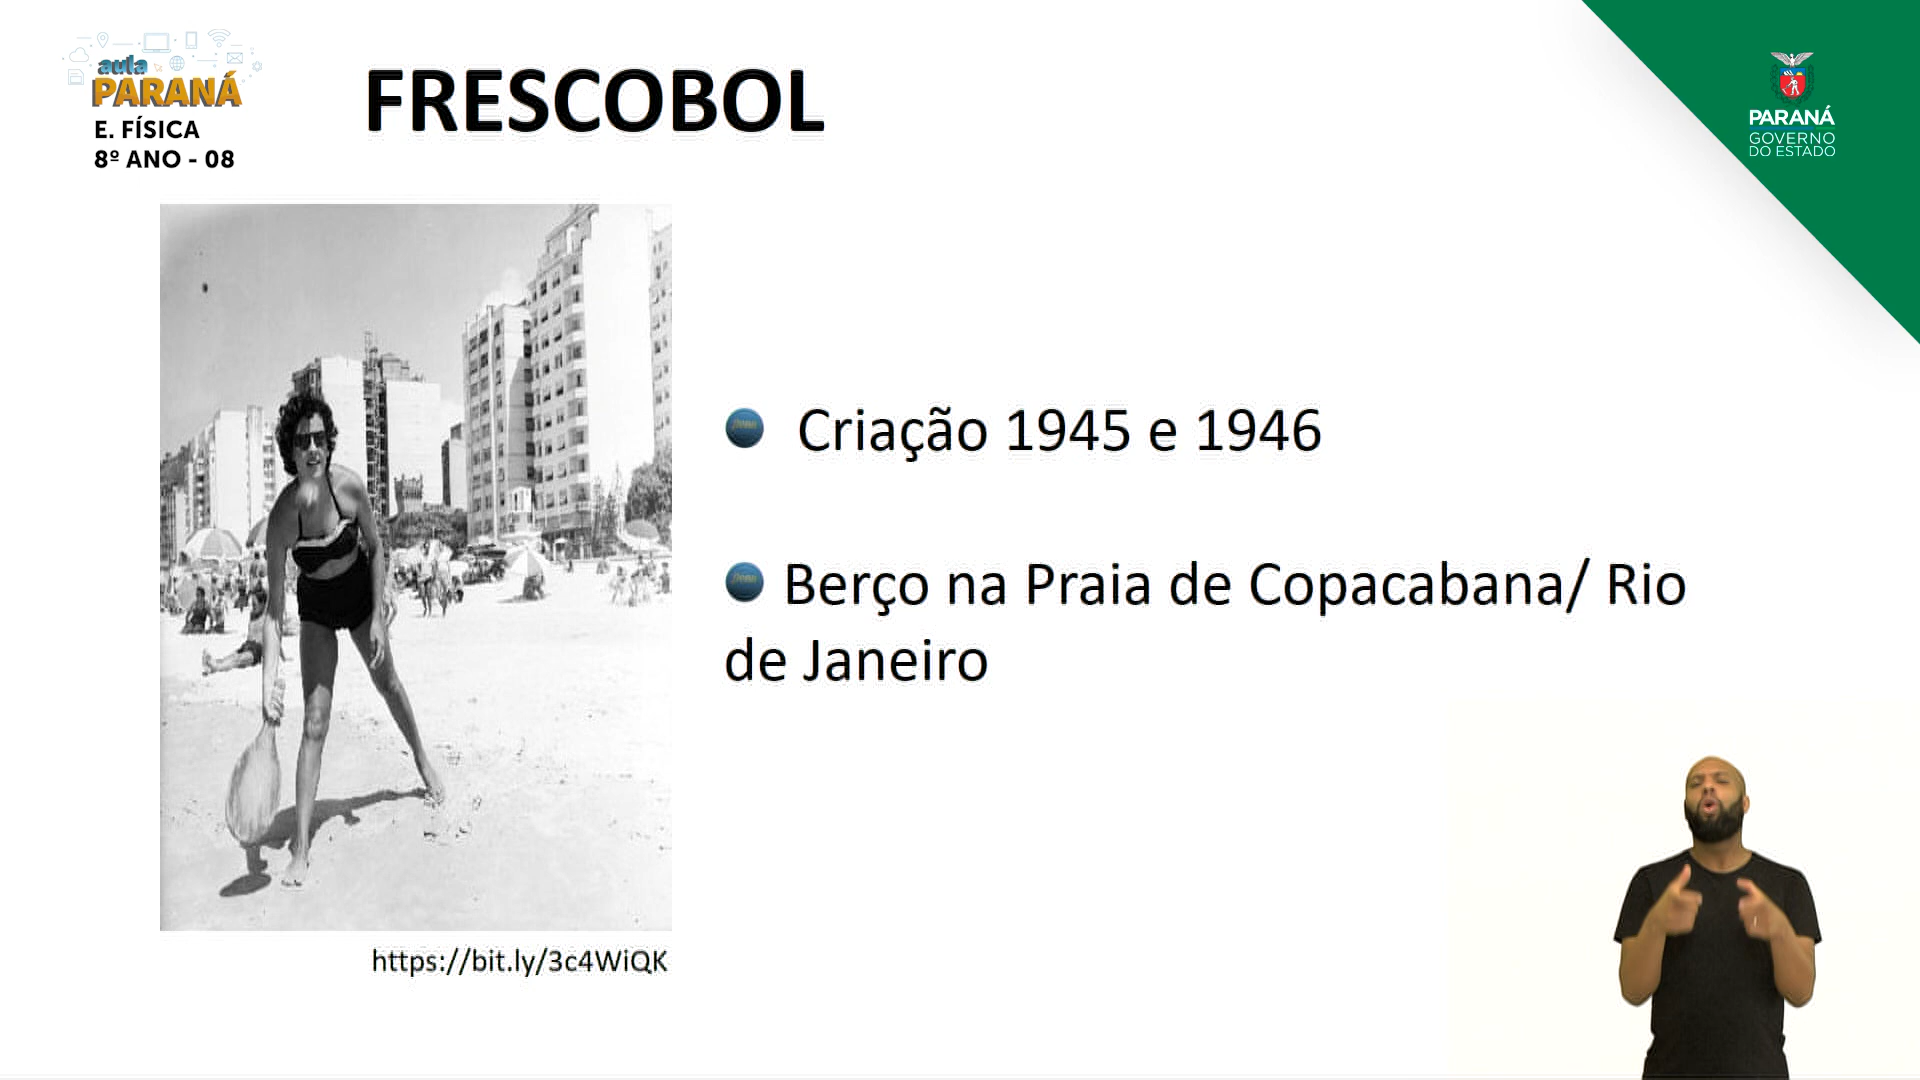 aula
PARANÁ
E. FÍSICA
8º ANO - 08
FRESCOBOL
PARANÁ
GOVERNO
DO ESTADO
Criação 1945 e 1946
Berço na Praia de Copacabana/ Rio
de Janeiro
https://bit.ly/3c4WiQK